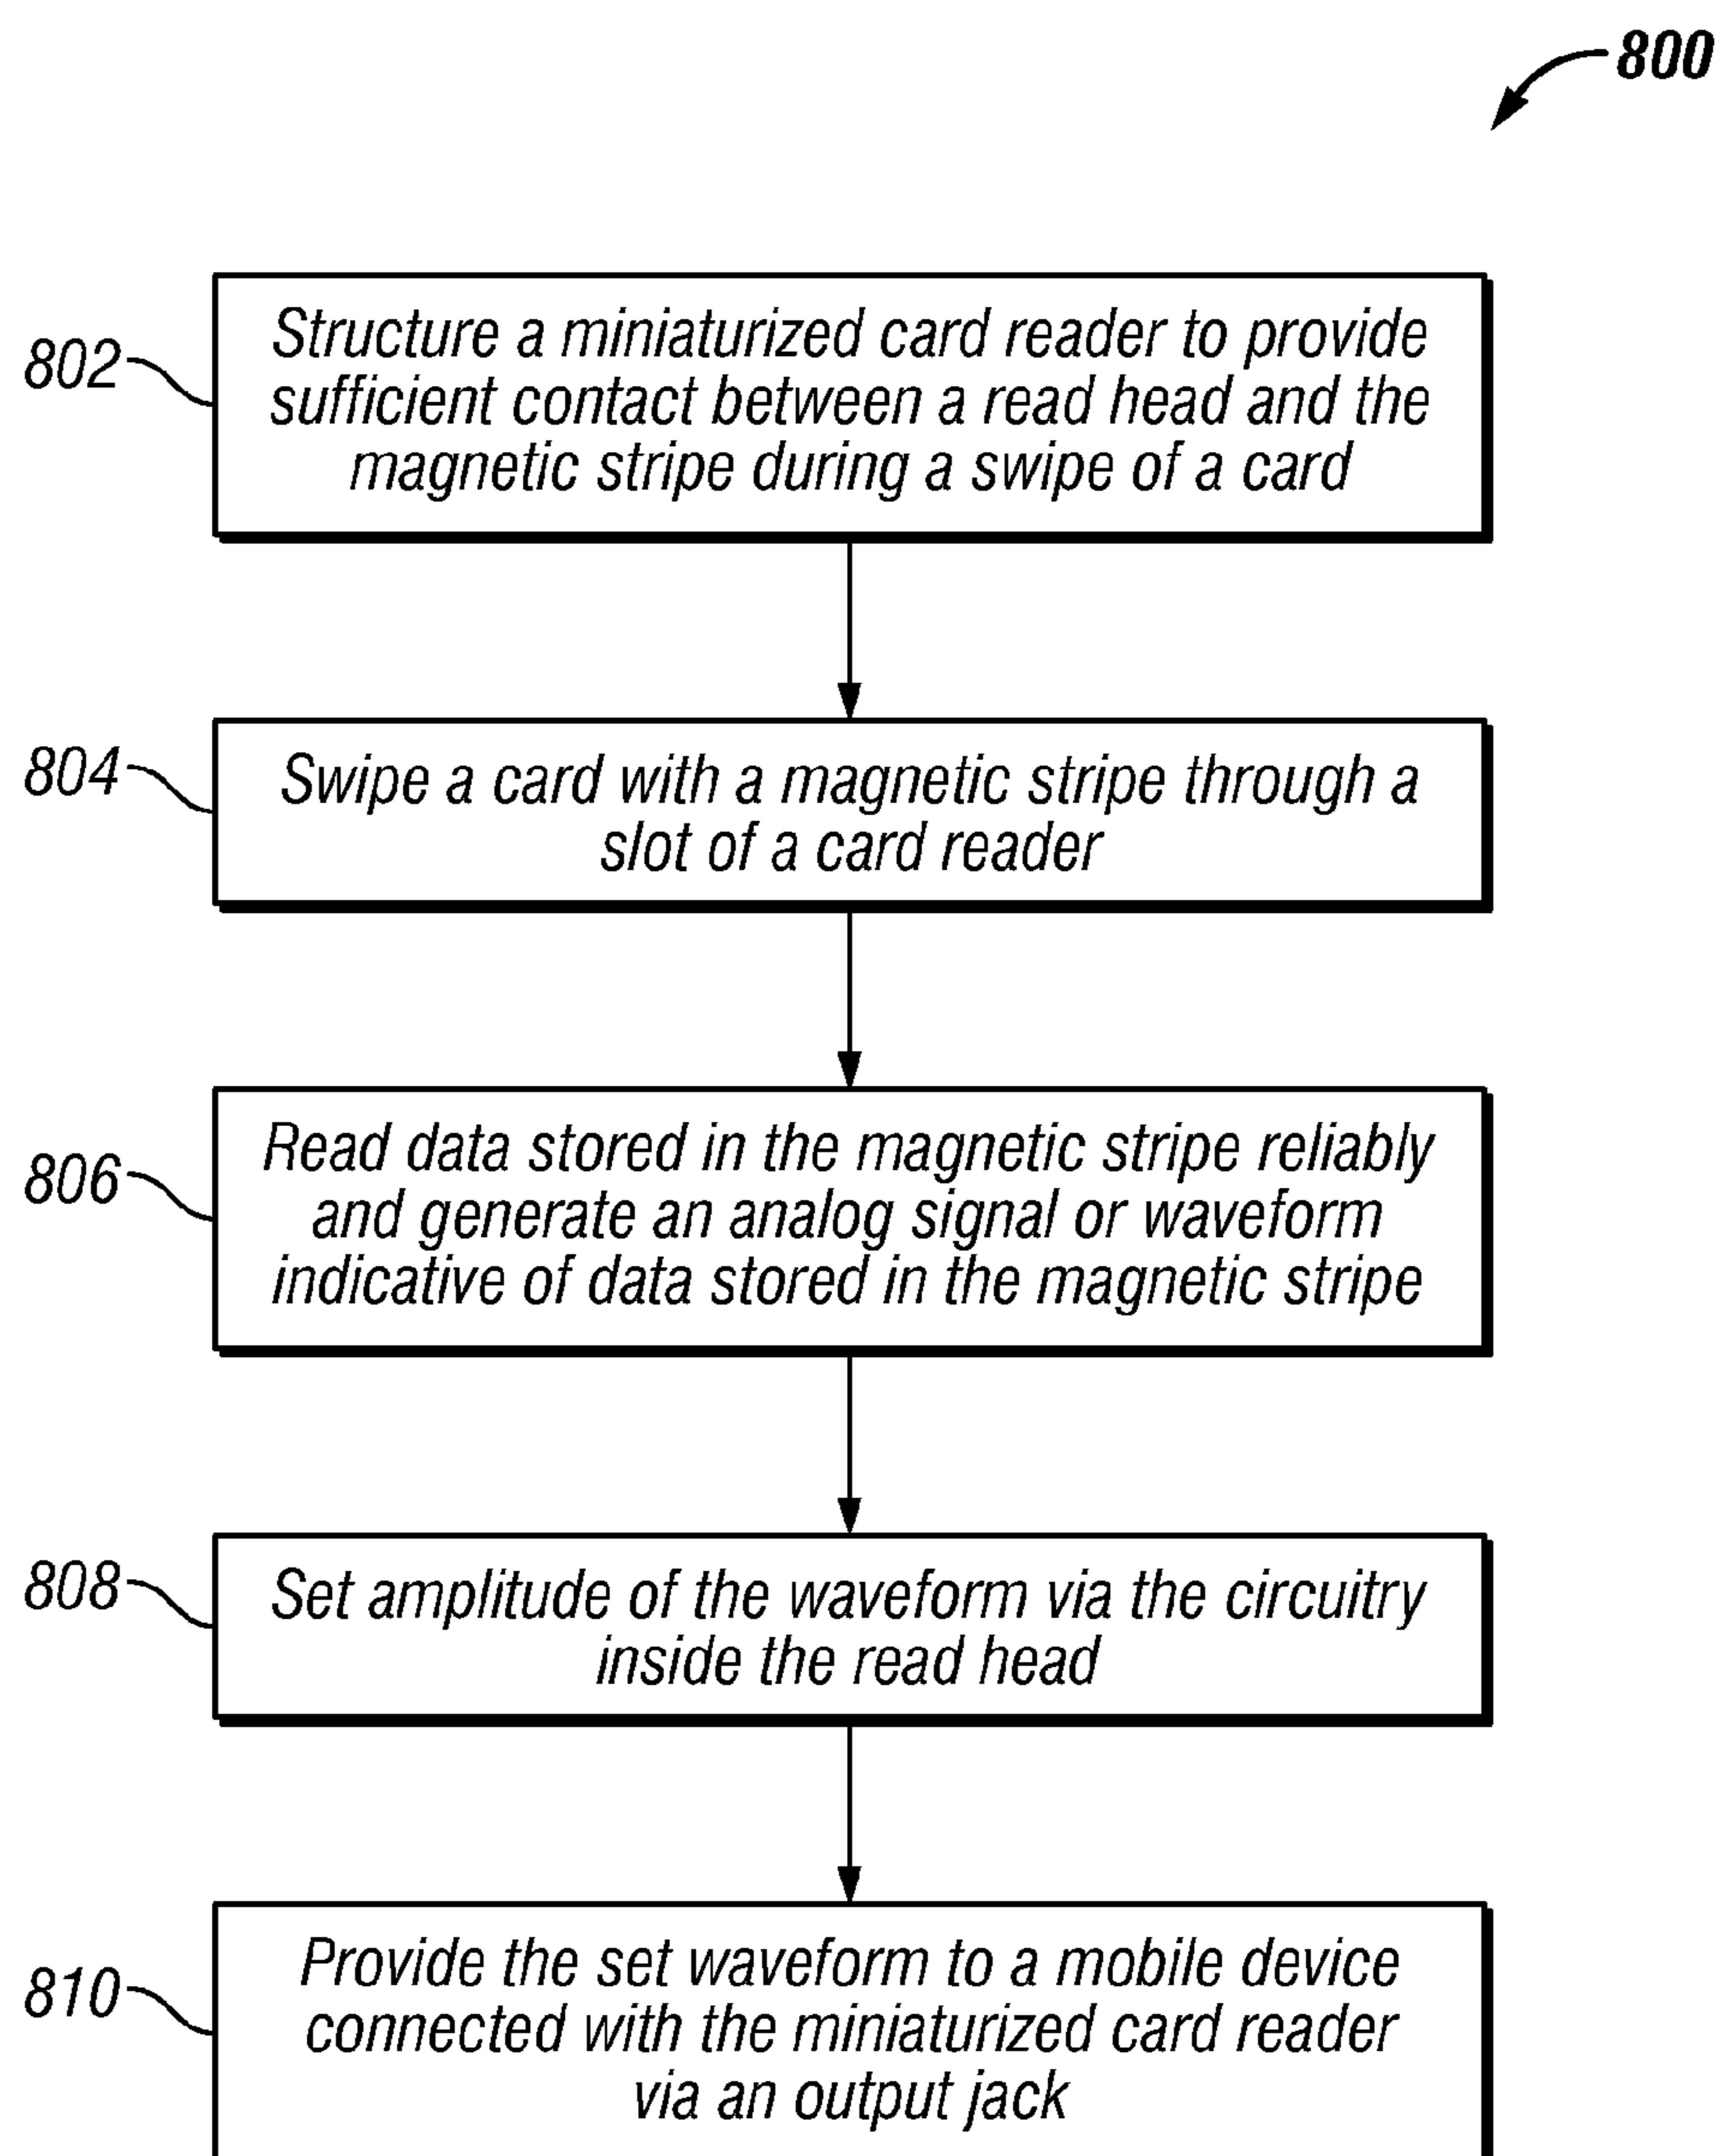 800
802
Structure a miniaturized card reader to provide
sufficient contact between a read head and the
magnetic stripe during a swipe of a card
804
Swipe a card with a magnetic stripe through a
slot of a card reader
806
Read data stored in the magnetic stripe reliably
and generate an analog signal or waveform
indicative of data stored in the magnetic stripe
808
Set amplitude of the waveform via the circuitry
inside the read head
810
Provide the set waveform to a mobile device
connected with the miniaturized card reader
via an output jack